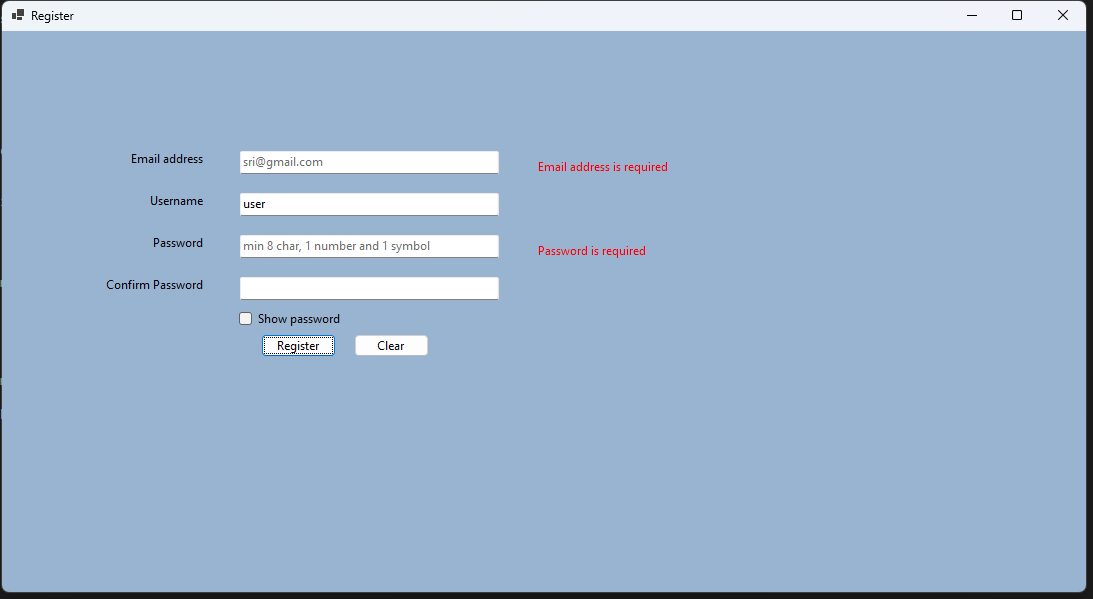 Register
Email address
sri@gmail.com
Email address is required
Username
user
Password
min 8 char, 1 number and 1 symbol
Password is required
Confirm Password
Show password
Register
Clear